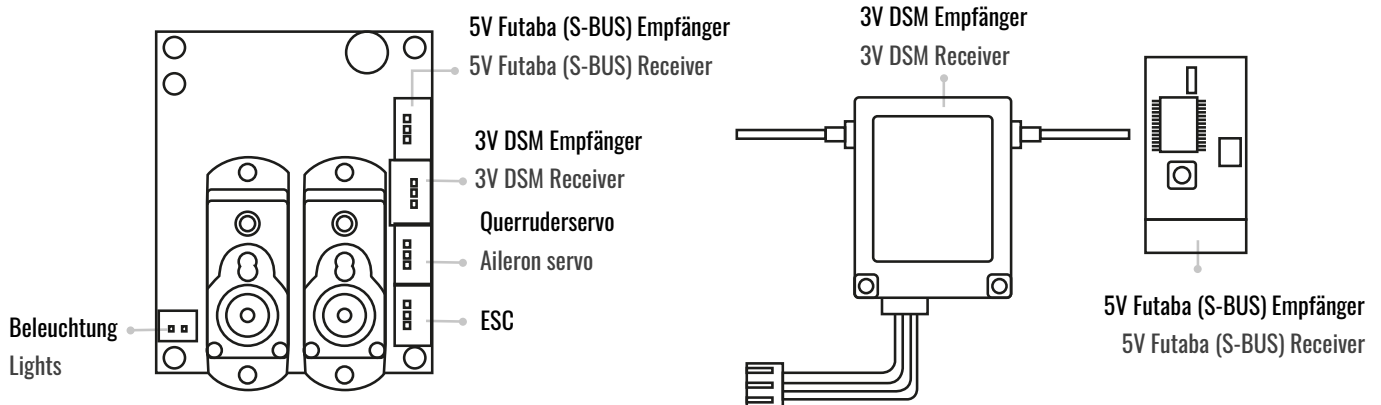 5V Futaba (S-BUS) Empfänger
5V Futaba (S-BUS) Receiver
3V DSM Empfänger
3V DSM Receiver
Querruderservo
Aileron servo
ESC
Beleuchtung
Lights
3V DSM Empfänger
3V DSM Receiver
5V Futaba (S-BUS) Empfänger
5V Futaba (S-BUS) Receiver